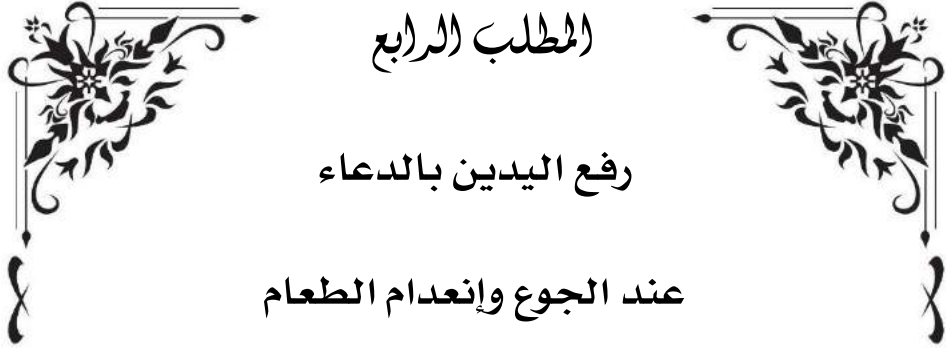 المطلب الرابع
رفع اليدين بالدعاء
عند الجوع وإنعدام الطعام